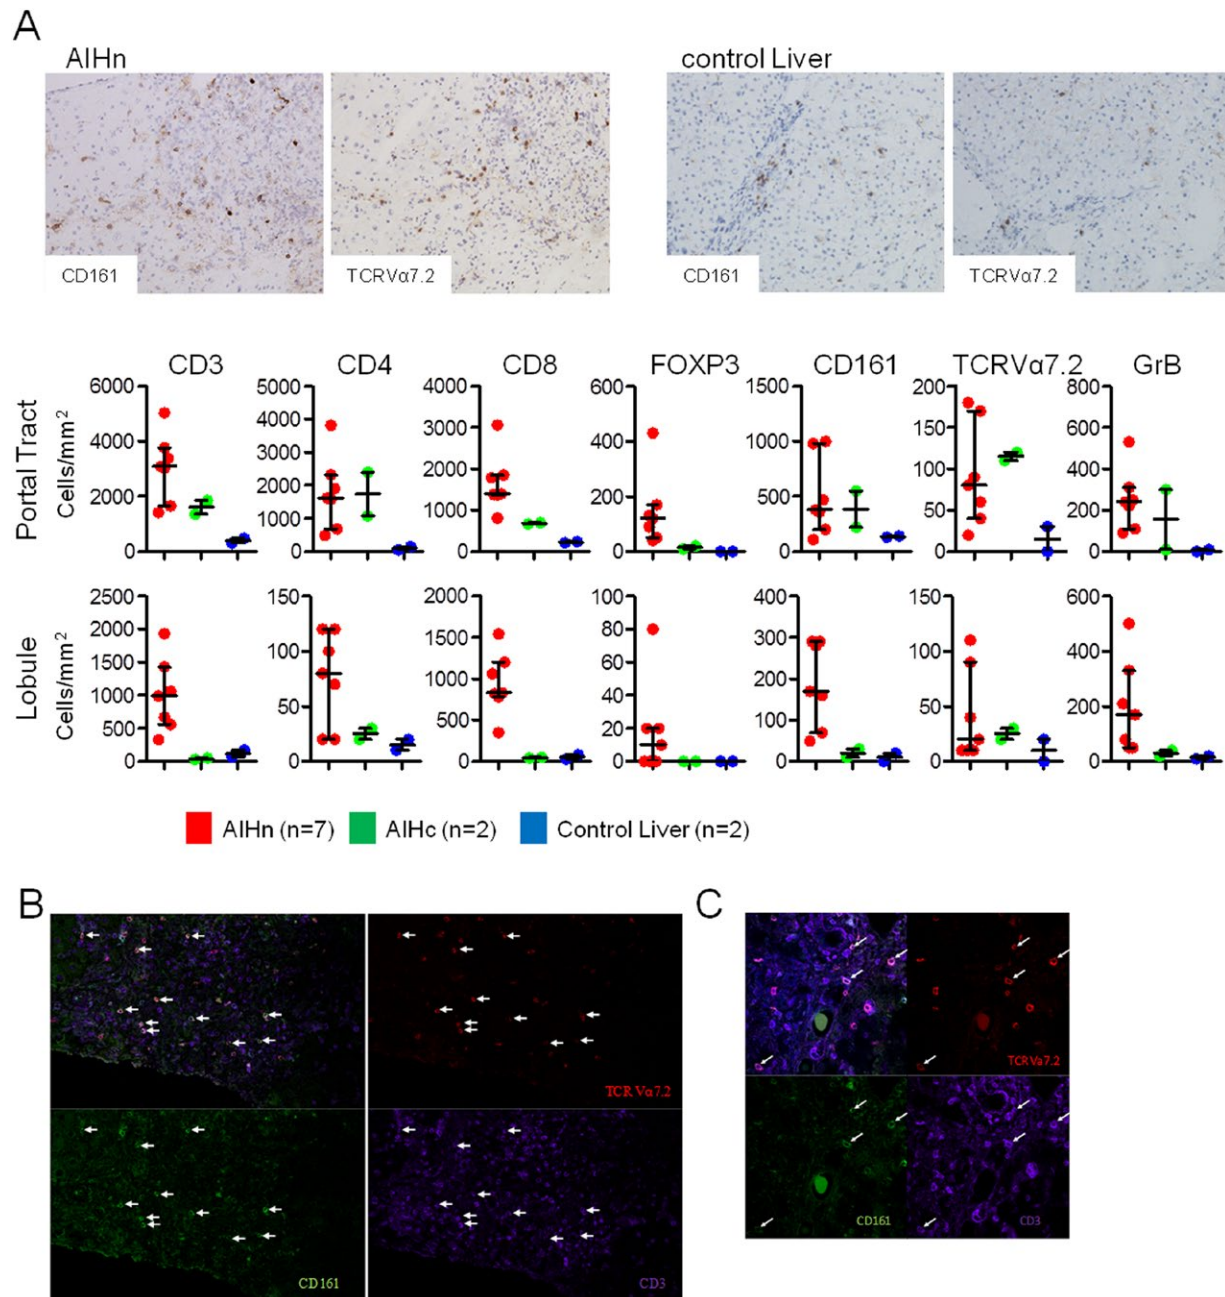 A
AIHn
control Liver
CD161
TCRVα7.2
CD161
TCRVα7.2
CD3
CD4
CD8
FOXP3
CD161
TCRVα7.2
GrB
Portal Tract
Cells/mm²
6000
4000
2000
0
5000
4000
3000
2000
1000
0
4000
3000
2000
1000
0
600
400
200
0
1500
1000
500
0
200
150
100
50
0
800
600
400
200
0
Lobule
Cells/mm²
2500
2000
1500
1000
500
0
150
100
50
0
2000
1500
1000
500
0
100
80
60
40
20
0
400
300
200
100
0
150
100
50
0
600
400
200
0
AIHn (n=7)
AIHc (n=2)
Control Liver (n=2)
B
TCR Vα7.2
CD161
CD3
C
TCRVα7.2
CD161
CD3